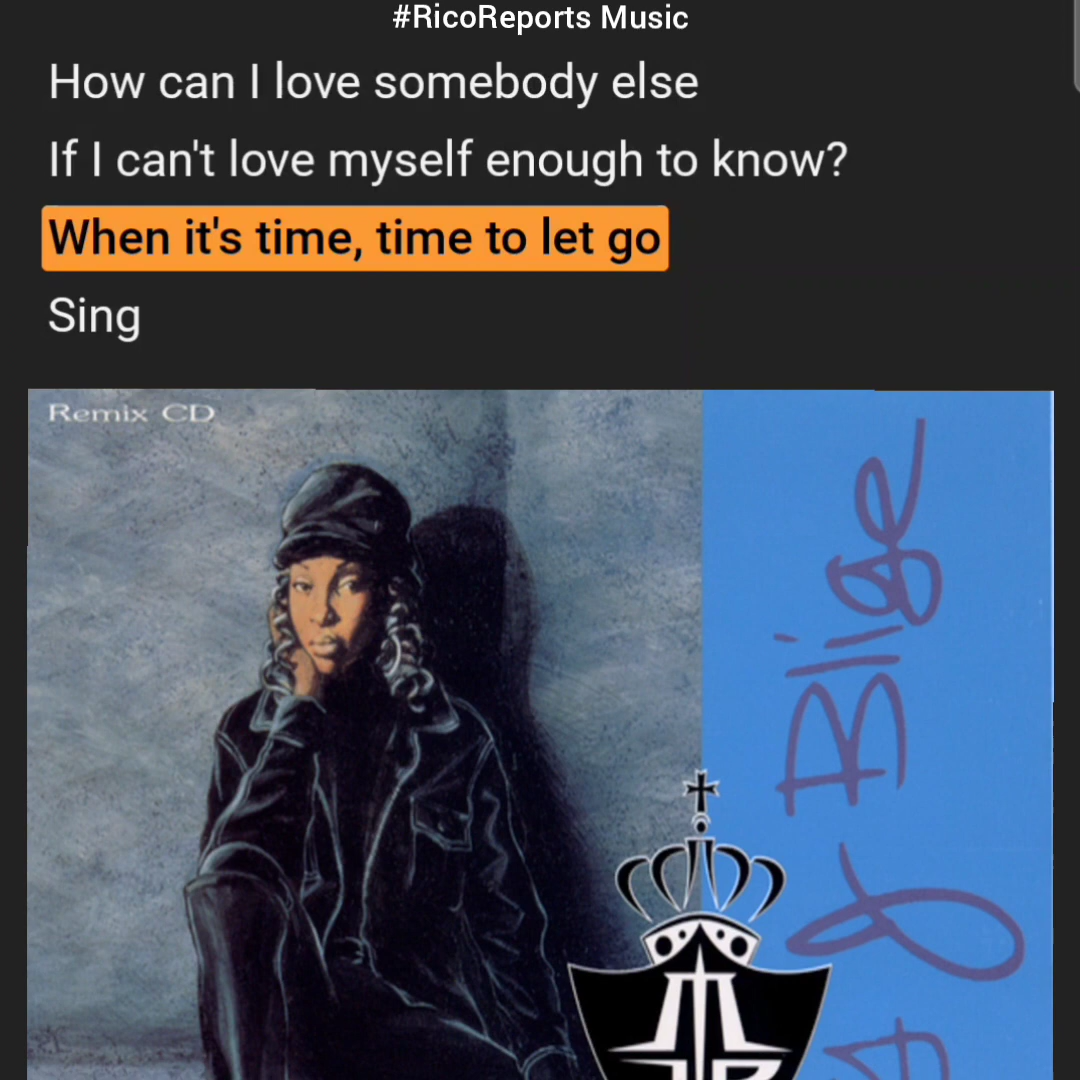 #RicoReports Music
How can I love somebody else
If I can't love myself enough to know?
When it's time, time to let go
Sing
Remix CD
y J Blige